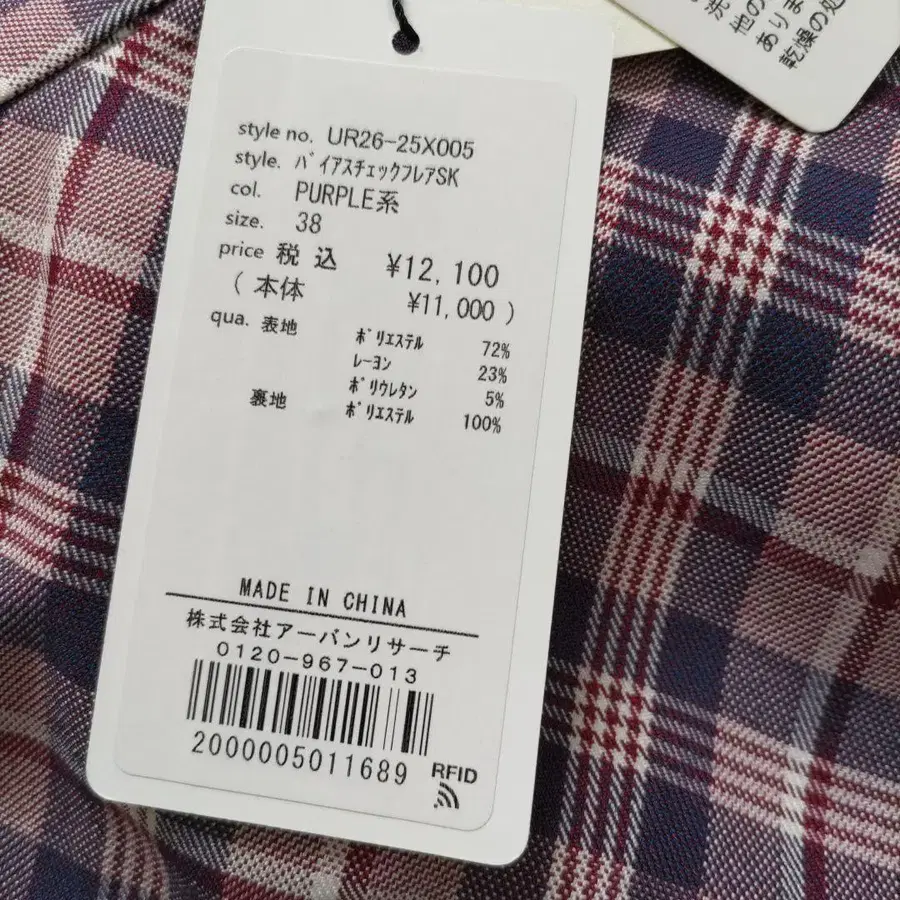 style no. UR26-25X005
style. ﾊﾞｲｱｽﾁｪｯｸﾌﾚｱSK
col. PURPLE系
size. 38
price 税込 ¥12,100
( 本体 ¥11,000 )
qua. 表地 ﾎﾟﾘｴｽﾃﾙ 72%
ﾚｰﾖﾝ 23%
ﾎﾟﾘｳﾚﾀﾝ 5%
裏地 ﾎﾟﾘｴｽﾃﾙ 100%
MADE IN CHINA
株式会社アーバンリサーチ
0120-967-013
2000005011689
RFID
乾燥の処
ありま
他の
洗